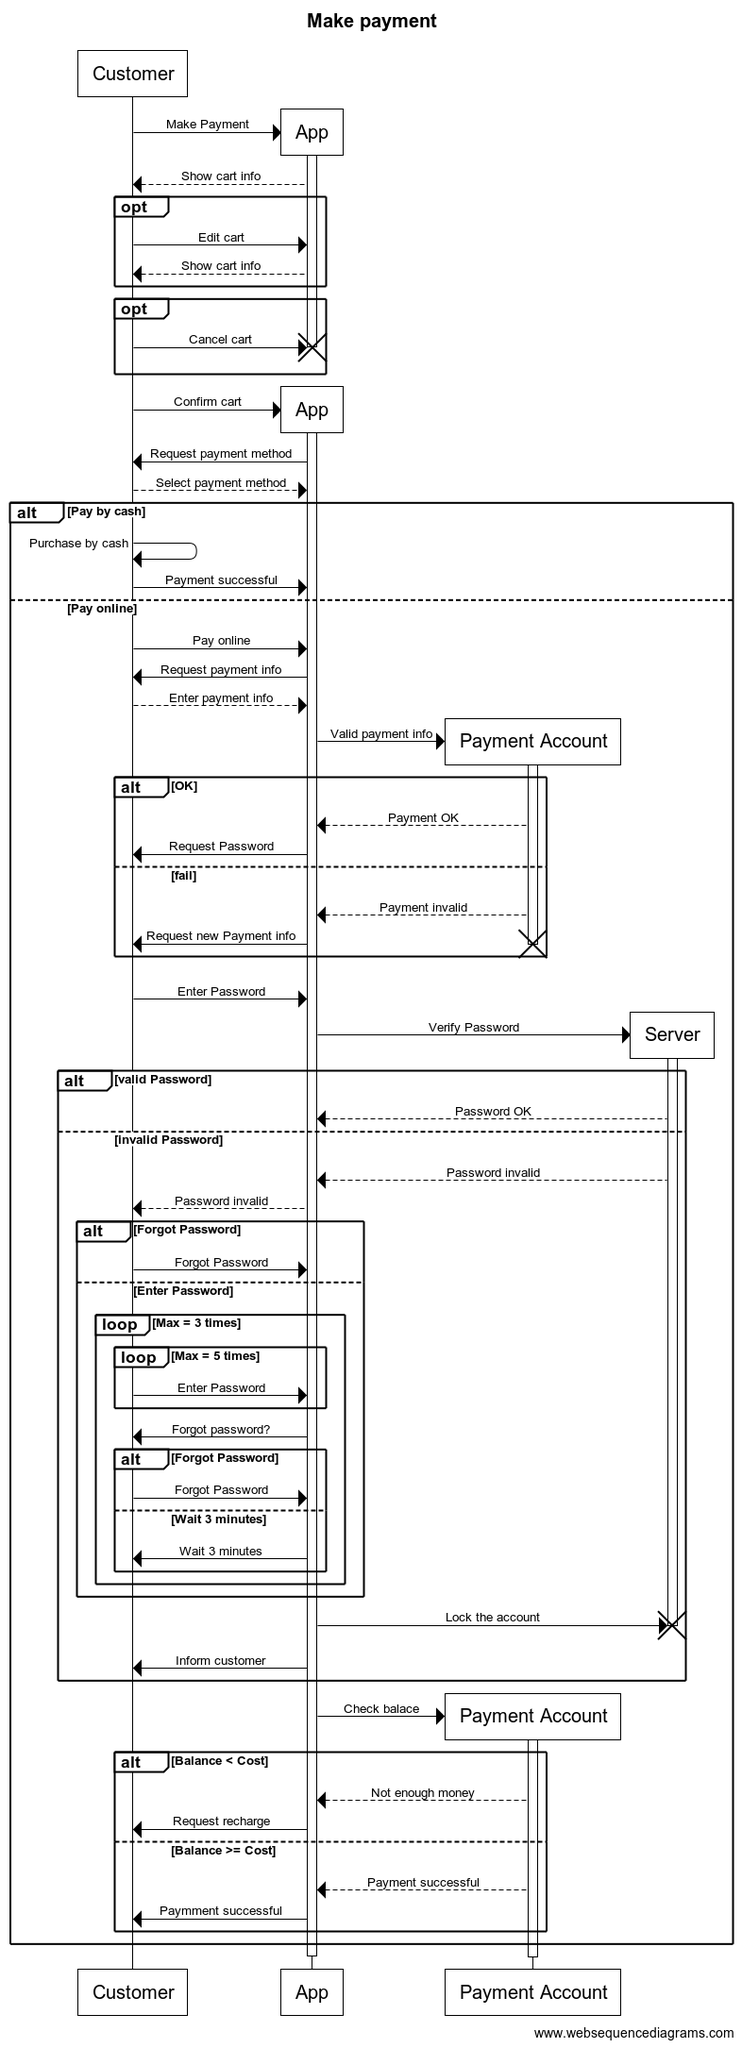 Make payment
Customer
Make Payment
App
Show cart info
opt
Edit cart
Show cart info
opt
Cancel cart
Confirm cart
App
Request payment method
Select payment method
alt [Pay by cash]
Purchase by cash
Payment successful
[Pay online]
Pay online
Request payment info
Enter payment info
Valid payment info
Payment Account
alt [OK]
Payment OK
Request Password
[fail]
Payment invalid
Request new Payment info
Enter Password
Verify Password
Server
alt [valid Password]
Password OK
[invalid Password]
Password invalid
Password invalid
alt [Forgot Password]
Forgot Password
[Enter Password]
loop [Max = 3 times]
loop [Max = 5 times]
Enter Password
Forgot password?
alt [Forgot Password]
Forgot Password
[Wait 3 minutes]
Wait 3 minutes
Lock the account
Inform customer
Check balace
Payment Account
alt [Balance < Cost]
Not enough money
Request recharge
[Balance >= Cost]
Payment successful
Paymment successful
Customer
App
Payment Account
www.websequencediagrams.com